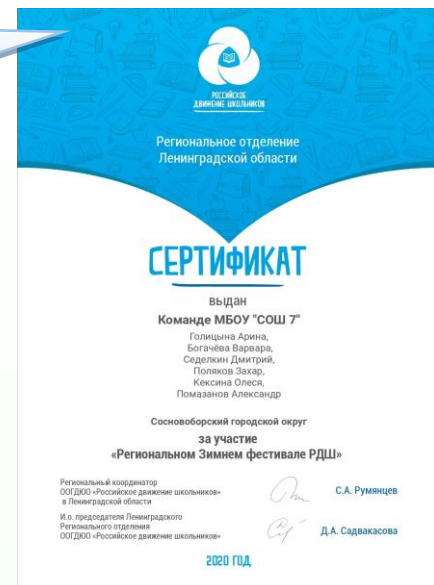 РОССИЙСКОЕ
ДВИЖЕНИЕ ШКОЛЬНИКОВ
Региональное отделение
Ленинградской области
СЕРТИФИКАТ
выдан
Команде МБОУ "СОШ 7"
Голицына Арина,
Богачёва Варвара,
Седелкин Дмитрий,
Поляков Захар,
Кексина Олеся,
Помазанов Александр
Сосновоборский городской округ
за участие
«Региональном Зимнем фестивале РДШ»
Региональный координатор
ООГДЮО «Российское движение школьников»
в Ленинградской области
С.А. Румянцев
И.о. председателя Ленинградского
Регионального отделения
ООГДЮО «Российское движение школьников»
Д.А. Садвакасова
2020 ГОД